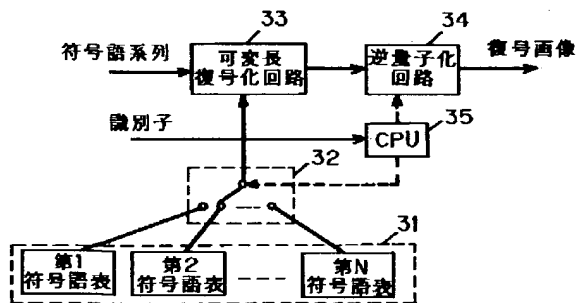 33
34
符号語系列
可変長
復号化回路
逆量子化
回路
復号画像
識別子
CPU
35
32
31
第1
符号語表
第2
符号語表
第N
符号語表